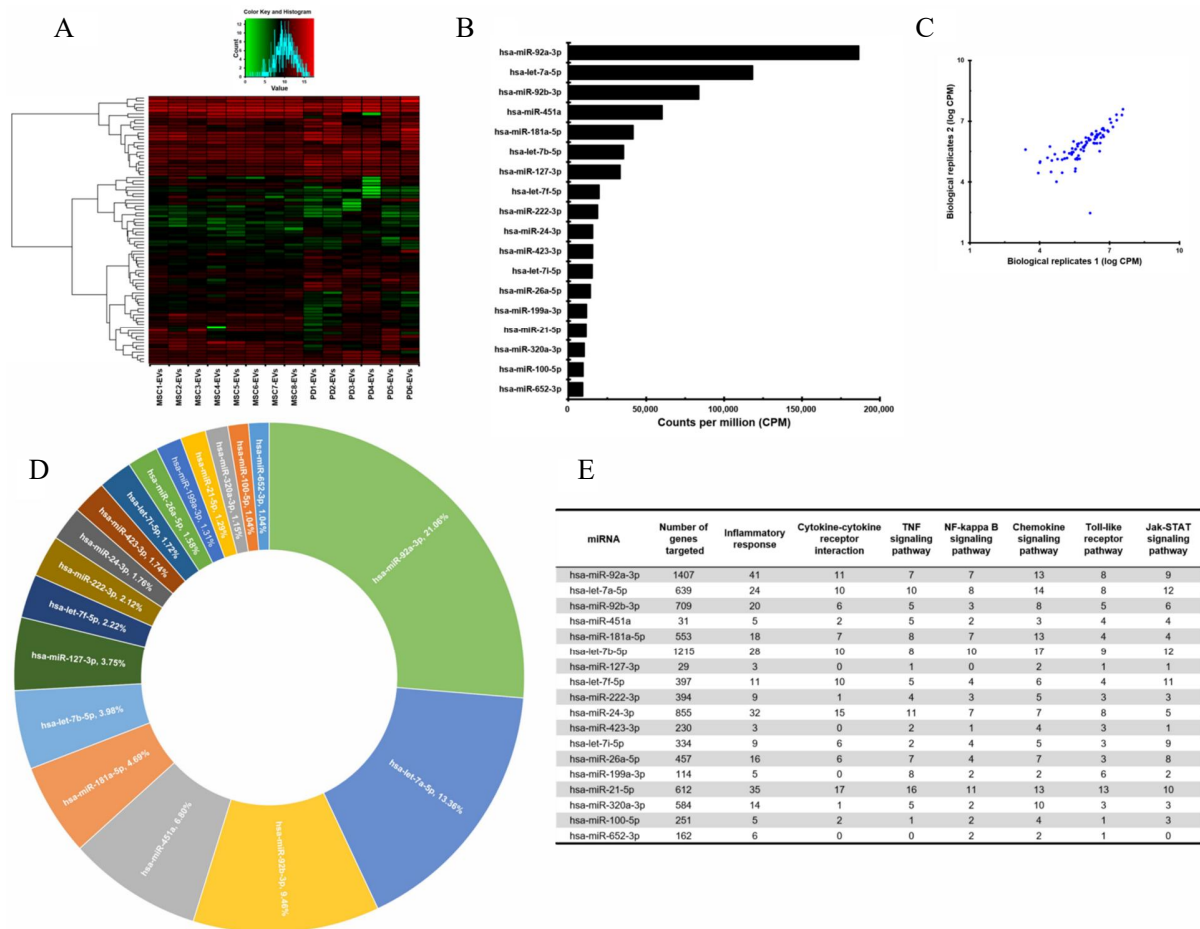 A
Color Key and Histogram
Count
0 2 4 6 8 10 12
0 5 10 15
Value
MSC1-EVs
MSC2-EVs
MSC3-EVs
MSC4-EVs
MSC5-EVs
MSC6-EVs
MSC7-EVs
MSC8-EVs
PD1-EVs
PD2-EVs
PD3-EVs
PD4-EVs
PD5-EVs
PD6-EVs
B
hsa-miR-92a-3p
hsa-let-7a-5p
hsa-miR-92b-3p
hsa-miR-451a
hsa-miR-181a-5p
hsa-let-7b-5p
hsa-miR-127-3p
hsa-let-7f-5p
hsa-miR-222-3p
hsa-miR-24-3p
hsa-miR-423-3p
hsa-let-7i-5p
hsa-miR-26a-5p
hsa-miR-199a-3p
hsa-miR-21-5p
hsa-miR-320a-3p
hsa-miR-100-5p
hsa-miR-652-3p
0 50,000 100,000 150,000 200,000
Counts per million (CPM)
C
Biological replicates 2 (log CPM)
10
7
4
1
1 4 7 10
Biological replicates 1 (log CPM)
D
hsa-miR-92a-3p, 21.06%
hsa-let-7a-5p, 13.36%
hsa-miR-92b-3p, 9.46%
hsa-miR-451a, 6.80%
hsa-miR-181a-5p, 4.69%
hsa-let-7b-5p, 3.98%
hsa-miR-127-3p, 3.75%
hsa-let-7f-5p, 2.22%
hsa-miR-222-3p, 2.12%
hsa-miR-24-3p, 1.76%
hsa-miR-423-3p, 1.74%
hsa-let-7i-5p, 1.72%
hsa-miR-26a-5p, 1.58%
hsa-miR-199a-3p, 1.31%
hsa-miR-21-5p, 1.29%
hsa-miR-320a-3p, 1.15%
hsa-miR-100-5p, 1.04%
hsa-miR-652-3p, 1.04%
E
miRNA Number of genes targeted Inflammatory response Cytokine-cytokine receptor interaction TNF signaling pathway NF-kappa B signaling pathway Chemokine signaling pathway Toll-like receptor pathway Jak-STAT signaling pathway
hsa-miR-92a-3p 1407 41 11 7 7 13 8 9
hsa-let-7a-5p 639 24 10 10 8 14 8 12
hsa-miR-92b-3p 709 20 6 5 3 8 5 6
hsa-miR-451a 31 5 2 5 2 3 4 4
hsa-miR-181a-5p 553 18 7 8 7 13 4 4
hsa-let-7b-5p 1215 28 10 8 10 17 9 12
hsa-miR-127-3p 29 3 0 1 0 2 1 1
hsa-let-7f-5p 397 11 10 5 4 6 4 11
hsa-miR-222-3p 394 9 1 4 3 5 3 3
hsa-miR-24-3p 855 32 15 11 7 7 8 5
hsa-miR-423-3p 230 3 0 2 1 4 3 1
hsa-let-7i-5p 334 9 6 2 4 5 3 9
hsa-miR-26a-5p 457 16 6 7 4 7 3 8
hsa-miR-199a-3p 114 5 0 8 2 2 6 2
hsa-miR-21-5p 612 35 17 16 11 13 13 10
hsa-miR-320a-3p 584 14 1 5 2 10 3 3
hsa-miR-100-5p 251 5 2 1 2 4 1 3
hsa-miR-652-3p 162 6 0 0 2 2 1 0